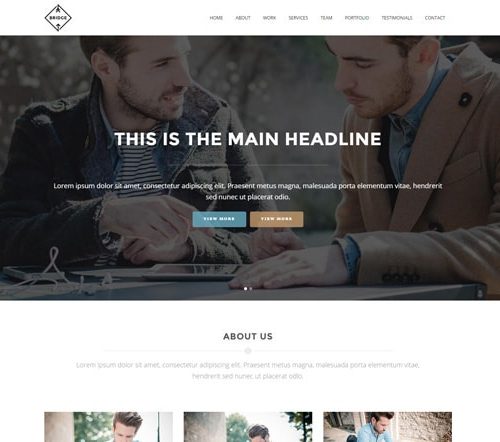 BRIDGE
HOME ABOUT WORK SERVICES TEAM PORTFOLIO TESTIMONIALS CONTACT
THIS IS THE MAIN HEADLINE
Lorem ipsum dolor sit amet, consectetur adipiscing elit. Praesent metus magna, malesuada porta elementum vitae, hendrerit
sed nunc ut placerat odio.
VIEW MORE VIEW MORE
ABOUT US
Lorem ipsum dolor sit amet, consectetur adipiscing elit. Praesent metus magna, malesuada porta elementum vitae,
hendrerit sed nunc ut placerat odio.